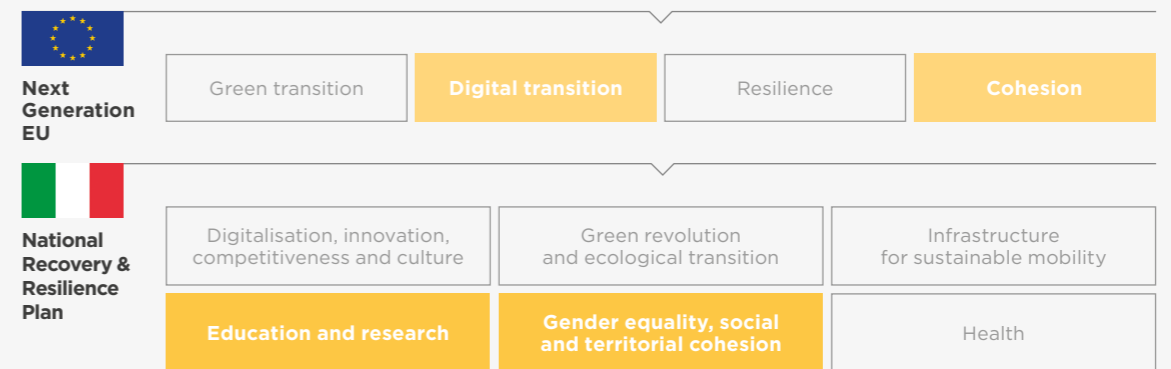 Next
Generation
EU
Green transition
Digital transition
Resilience
Cohesion
National
Recovery &
Resilience
Plan
Digitalisation, innovation,
competitiveness and culture
Green revolution
and ecological transition
Infrastructure
for sustainable mobility
Education and research
Gender equality, social
and territorial cohesion
Health